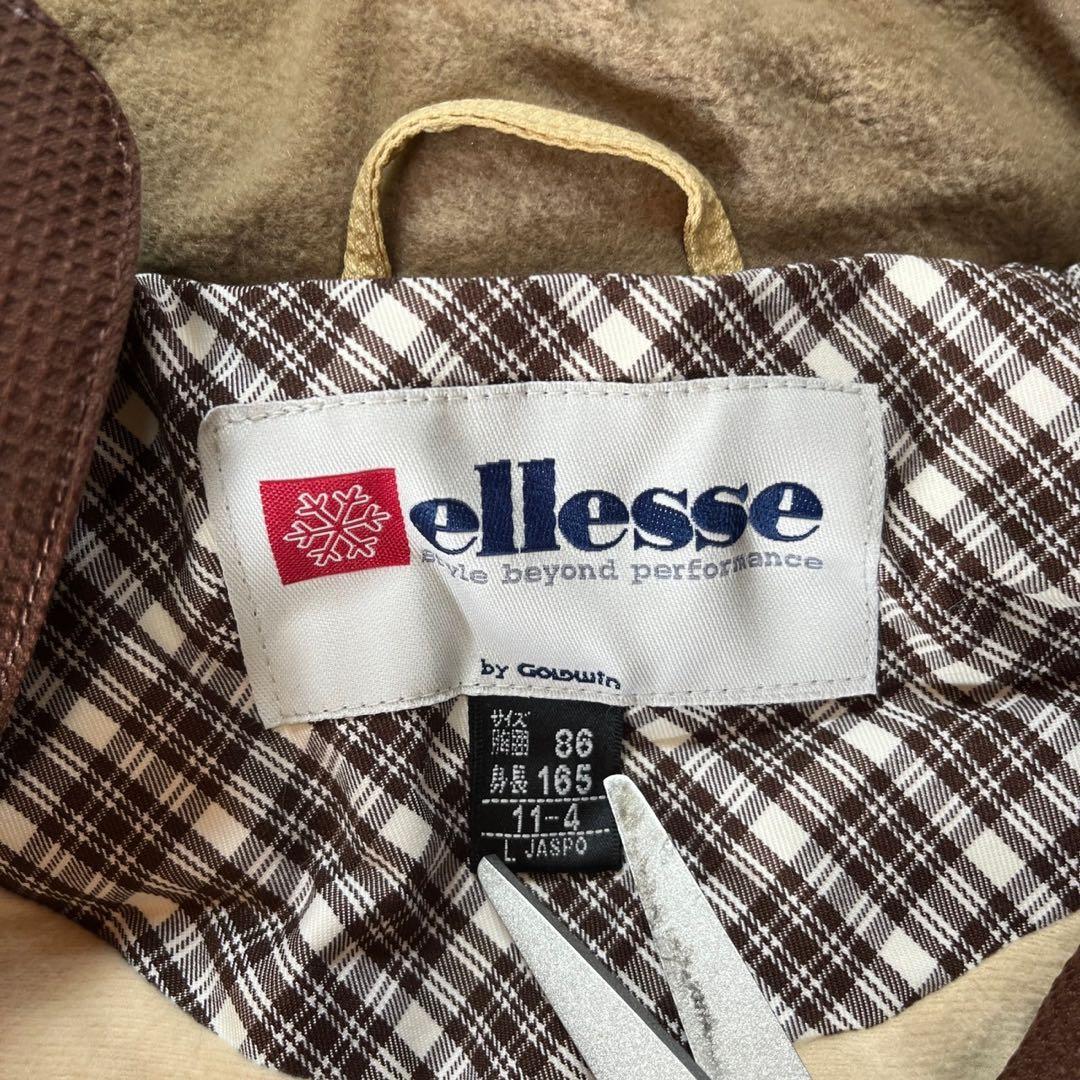 ellesse
style beyond performance
by GOLDWIN
サイズ
胸囲 86
身長 165
11-4
L JASPO